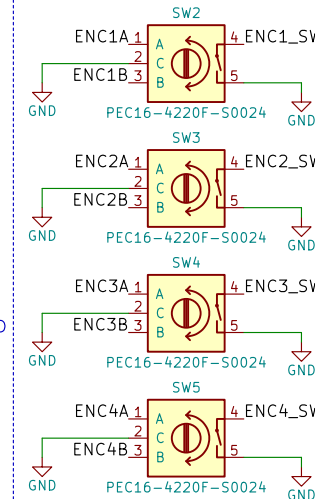 SW2
ENC1A 1 A 4 ENC1_SW
2 C
ENC1B 3 B 5
GND GND
PEC16-4220F-S0024
SW3
ENC2A 1 A 4 ENC2_SW
2 C
ENC2B 3 B 5
GND GND
PEC16-4220F-S0024
SW4
ENC3A 1 A 4 ENC3_SW
2 C
ENC3B 3 B 5
GND GND
PEC16-4220F-S0024
SW5
ENC4A 1 A 4 ENC4_SW
2 C
ENC4B 3 B 5
GND GND
PEC16-4220F-S0024